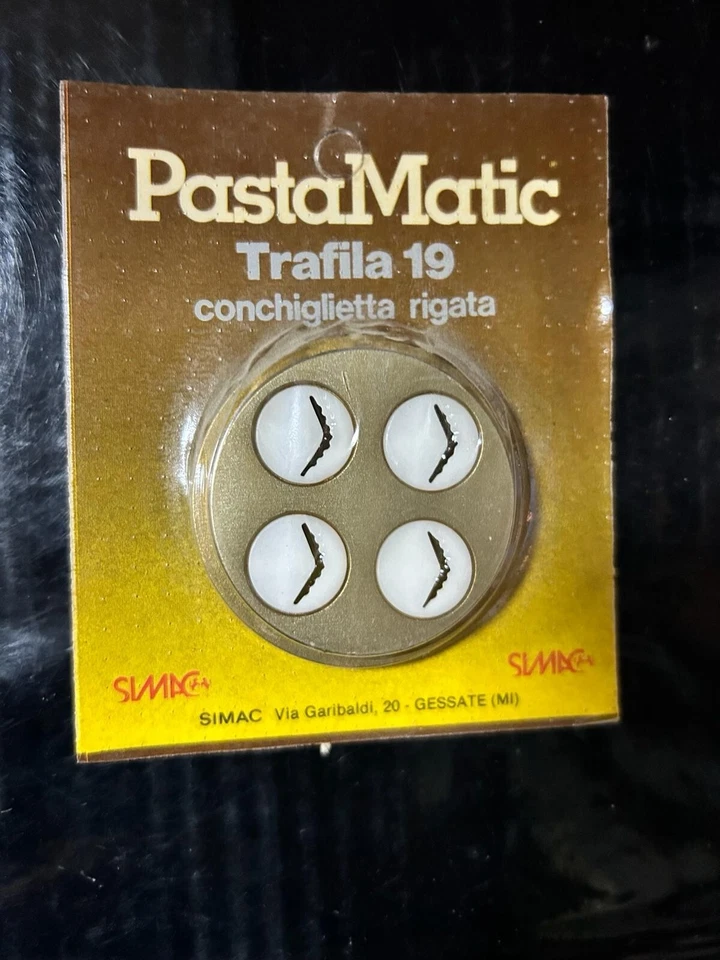 PastaMatic
Trafila 19
conchiglietta rigata
SIMAC
SIMAC
SIMAC Via Garibaldi, 20 - GESSATE (MI)